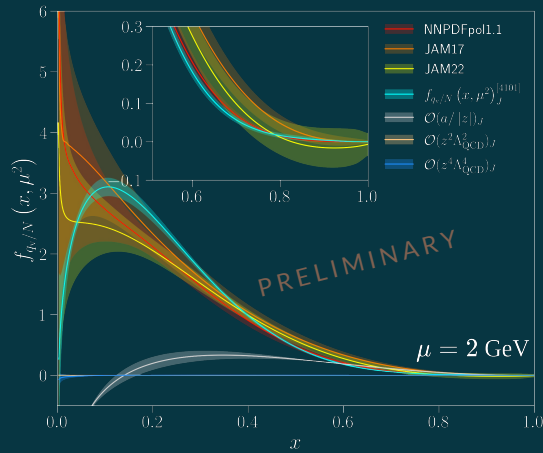 NNPDFpol1.1
JAM17
JAM22
f_{q_v/N} (x, μ²)_J^{[4101]}
𝒪(a/|z|)_J
𝒪(z²Λ²_QCD)_J
𝒪(z⁴Λ⁴_QCD)_J
0.3
0.2
0.1
0.0
−0.1
0.6 0.8 1.0
6
5
4
3
2
1
0
f_{q_v/N} (x, μ²)
PRELIMINARY
μ = 2 GeV
0.0 0.2 0.4 0.6 0.8 1.0
x